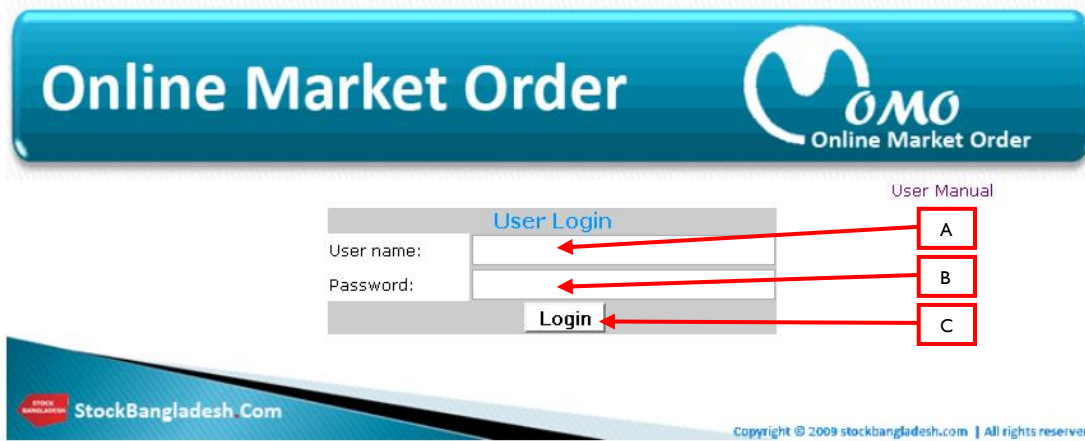 Online Market Order
OMO
Online Market Order
User Manual
User Login
A
User name:
Password:
B
Login
C
STOCK
BANGLADESH
StockBangladesh.Com
Copyright © 2009 stockbangladesh.com | All rights reserve